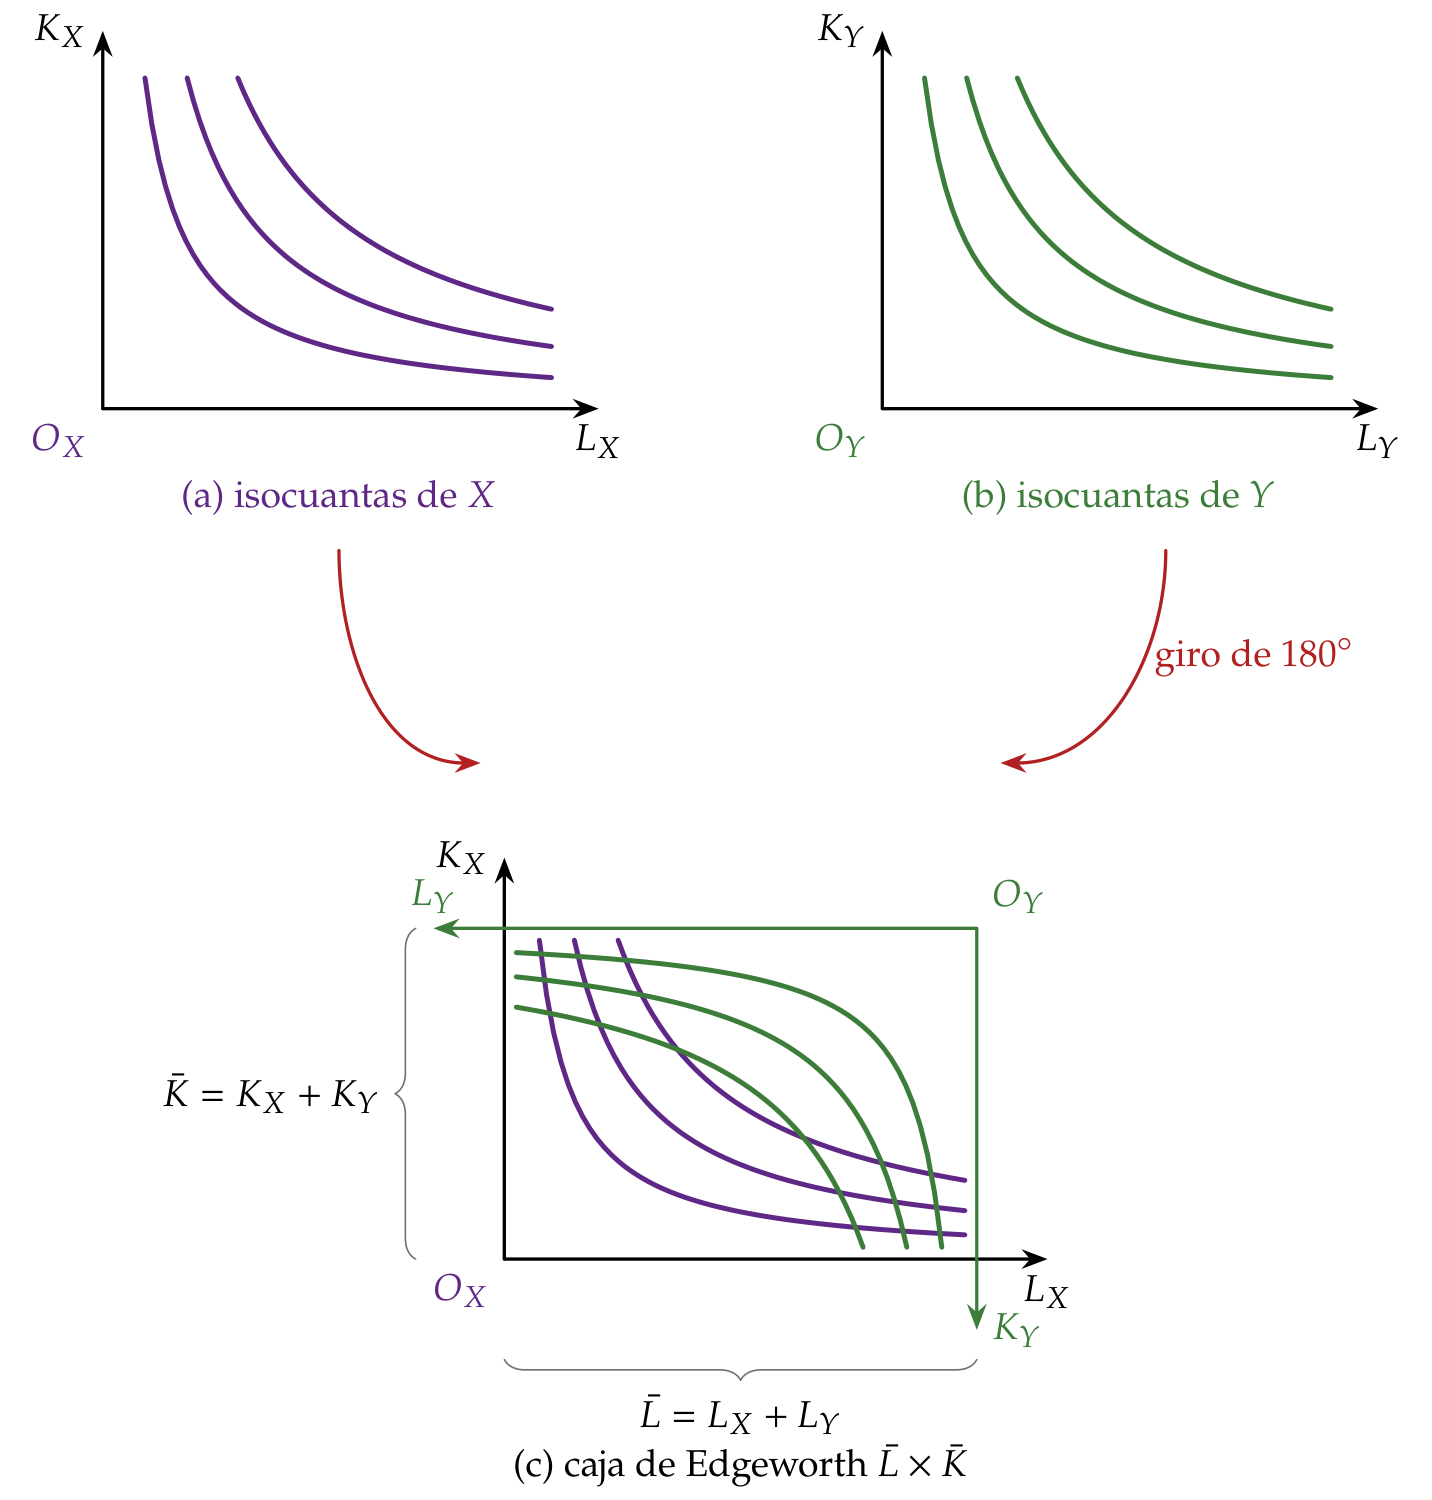 K_X
K_Y
O_X
L_X
O_Y
L_Y
(a) isocuantas de X
(b) isocuantas de Y
giro de 180°
K_X
L_Y
O_Y
K̄ = K_X + K_Y
O_X
L_X
K_Y
L̄ = L_X + L_Y
(c) caja de Edgeworth L̄ × K̄